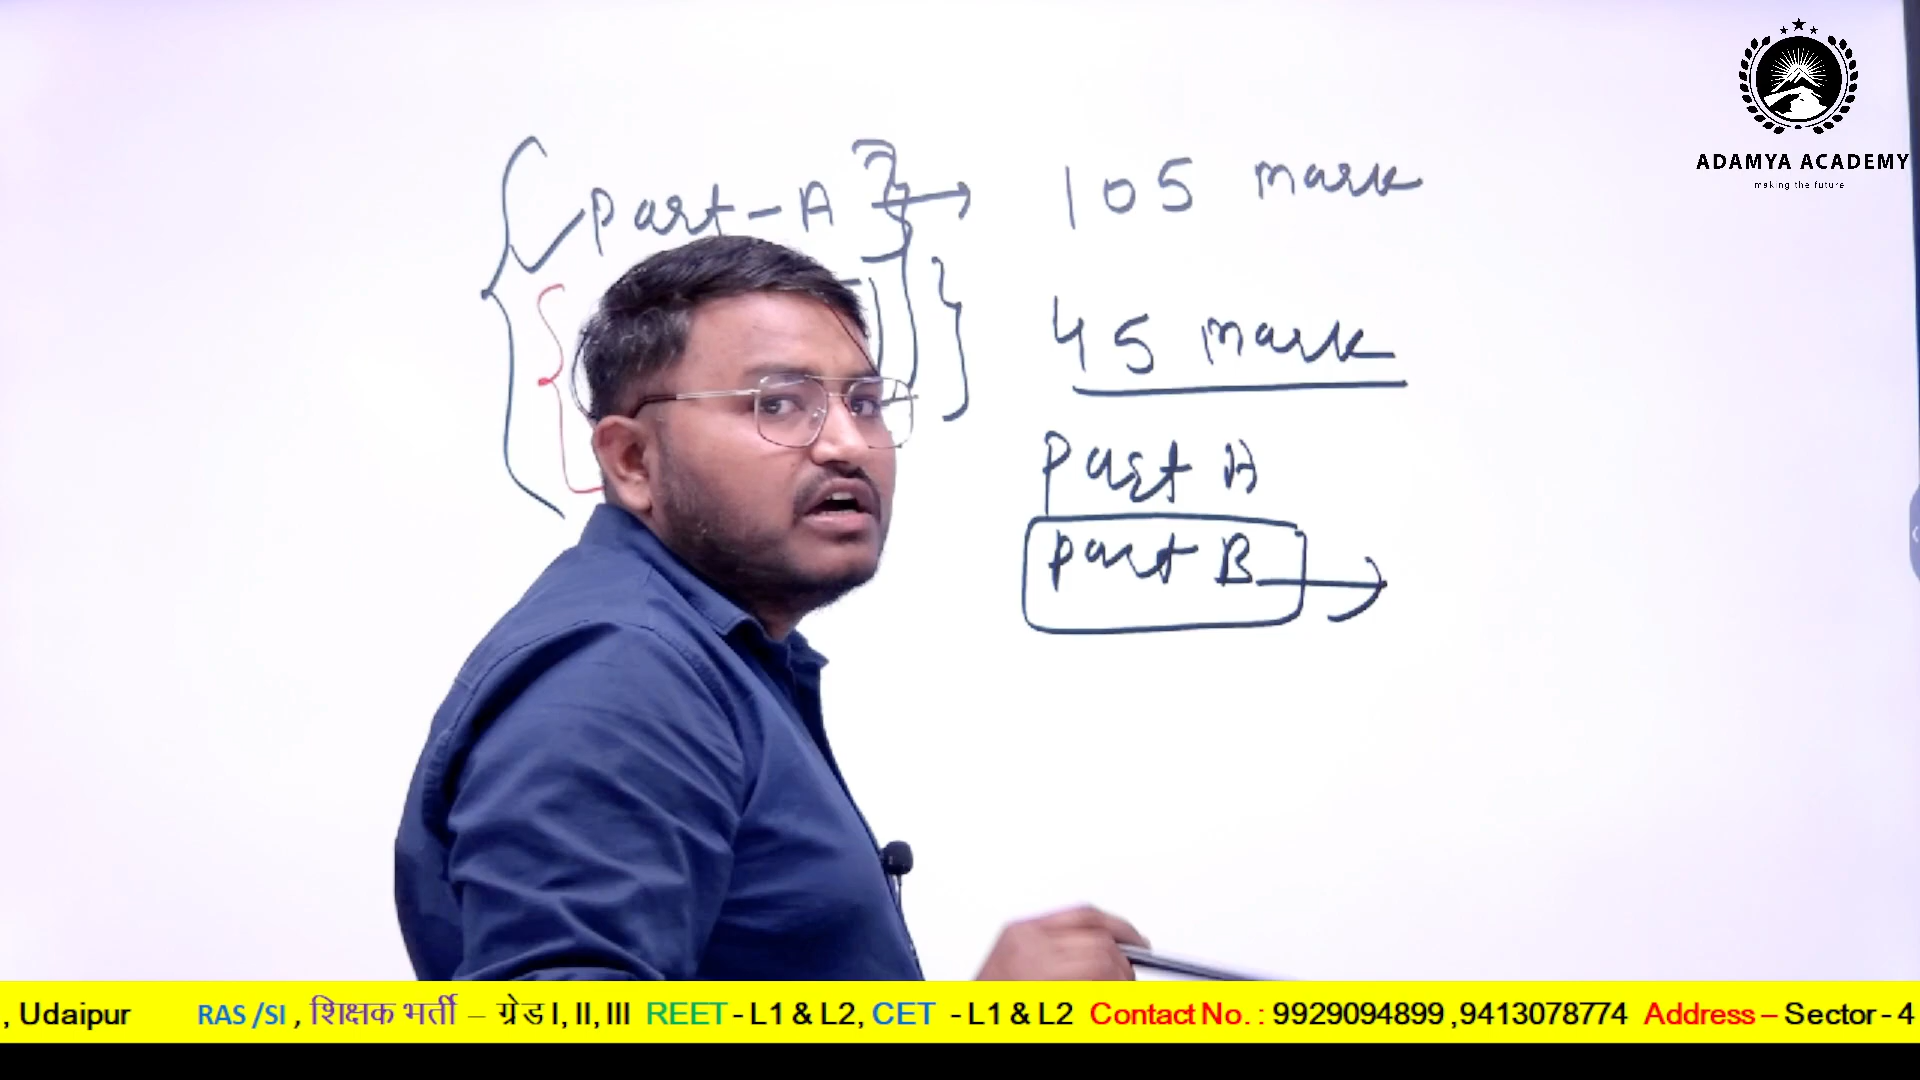 ADAMYA ACADEMY
making the future
Part-A → 105 mark
45 mark
Part A
Part B →
, Udaipur RAS /SI , शिक्षक भर्ती – ग्रेड I, II, III REET - L1 & L2, CET - L1 & L2 Contact No. : 9929094899 ,9413078774 Address – Sector - 4